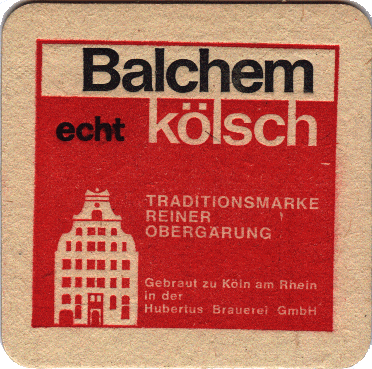 Balchem
echt kölsch
TRADITIONSMARKE
REINER
OBERGÄRUNG
Gebraut zu Köln am Rhein
in der
Hubertus Brauerei GmbH